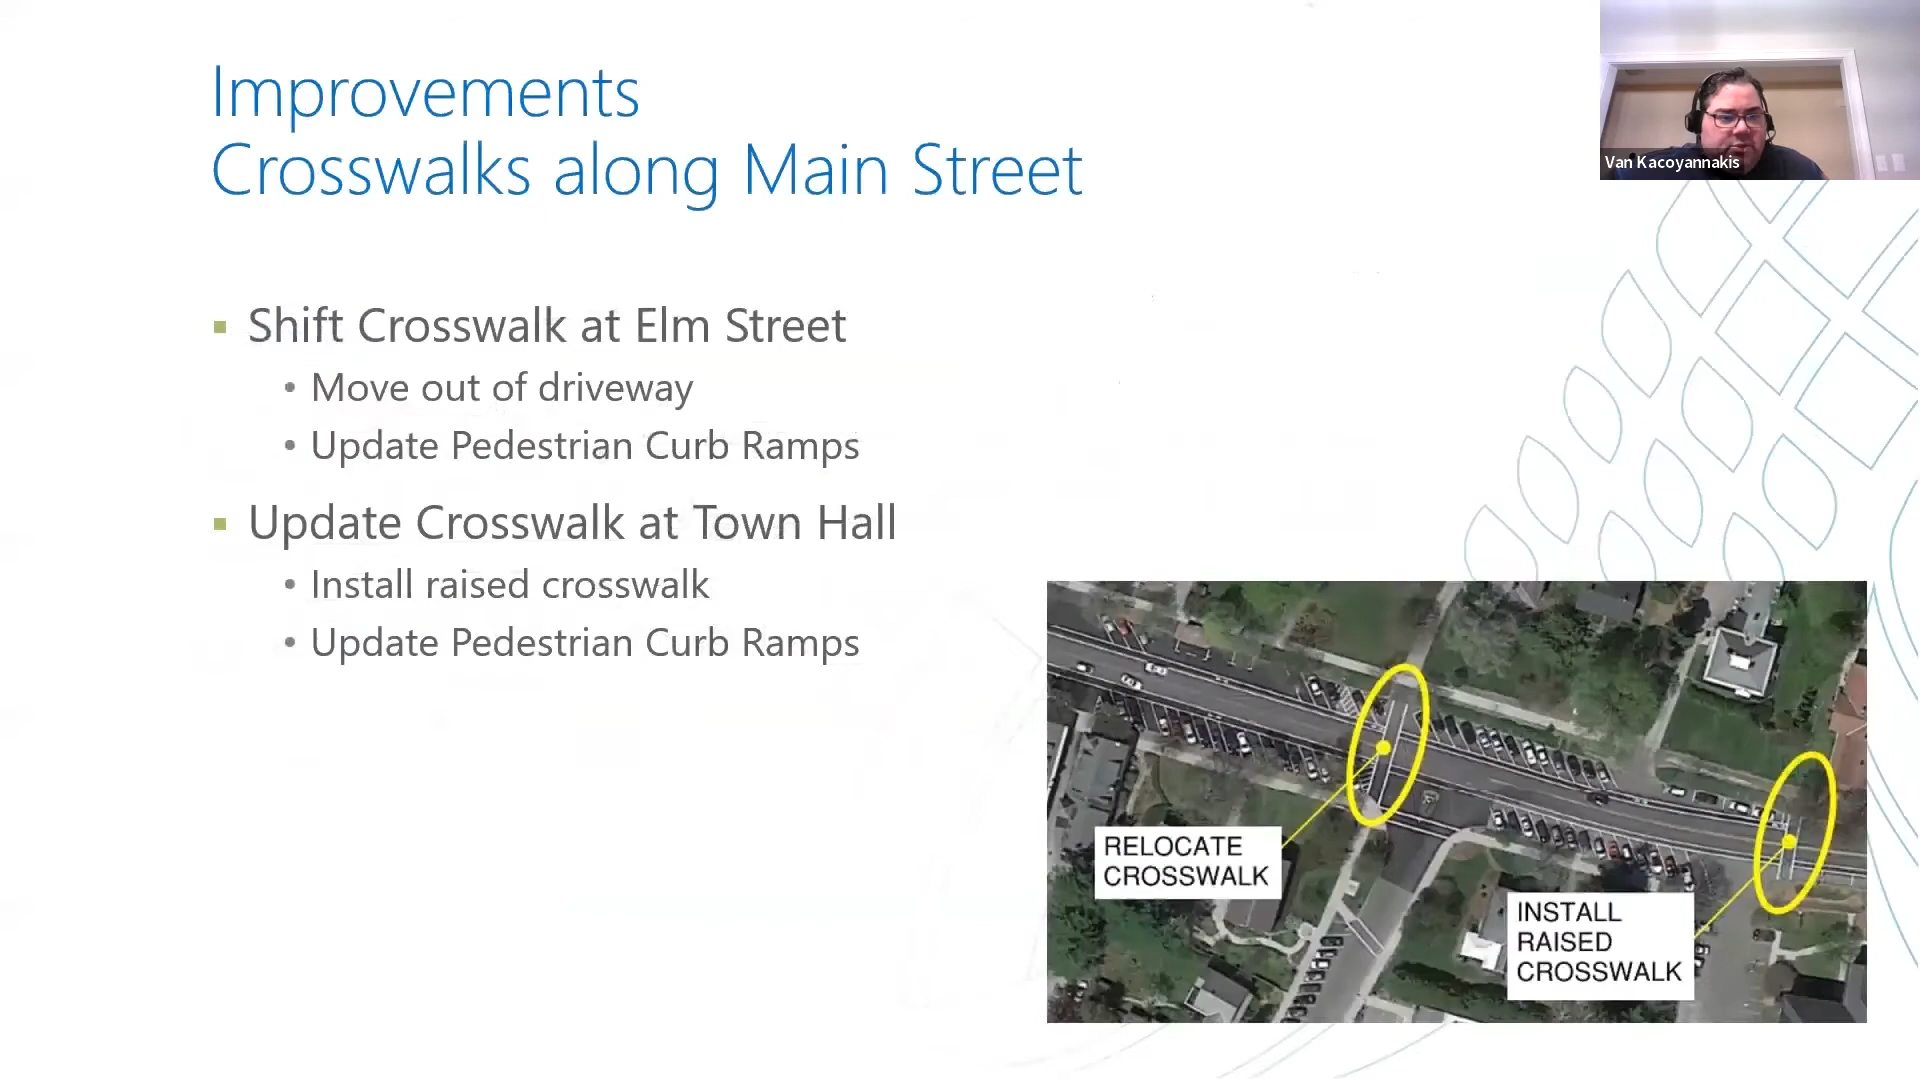 Improvements
Crosswalks along Main Street
Van Kacoyannakis
Shift Crosswalk at Elm Street
Move out of driveway
Update Pedestrian Curb Ramps
Update Crosswalk at Town Hall
Install raised crosswalk
Update Pedestrian Curb Ramps
RELOCATE
CROSSWALK
INSTALL
RAISED
CROSSWALK